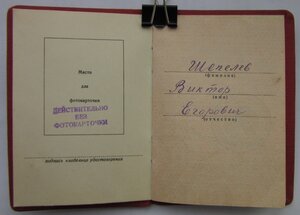 Место
для
фотокарточки
ДЕЙСТВИТЕЛЬНО
БЕЗ
ФОТОКАРТОЧКИ
подпись владельца удостоверения
Шепелев
(фамилия)
Виктор
(имя)
Егорович
(отчество)